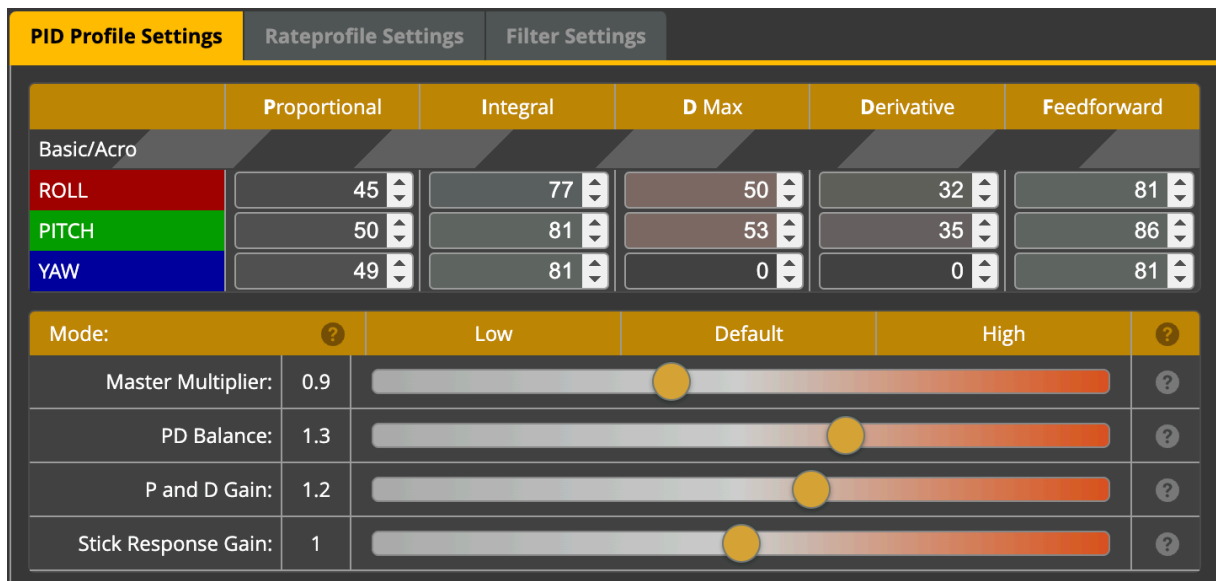 PID Profile Settings Rateprofile Settings Filter Settings
Proportional Integral D Max Derivative Feedforward
Basic/Acro
ROLL 45 77 50 32 81
PITCH 50 81 53 35 86
YAW 49 81 0 0 81
Mode: ? Low Default High ?
Master Multiplier: 0.9 ?
PD Balance: 1.3 ?
P and D Gain: 1.2 ?
Stick Response Gain: 1 ?